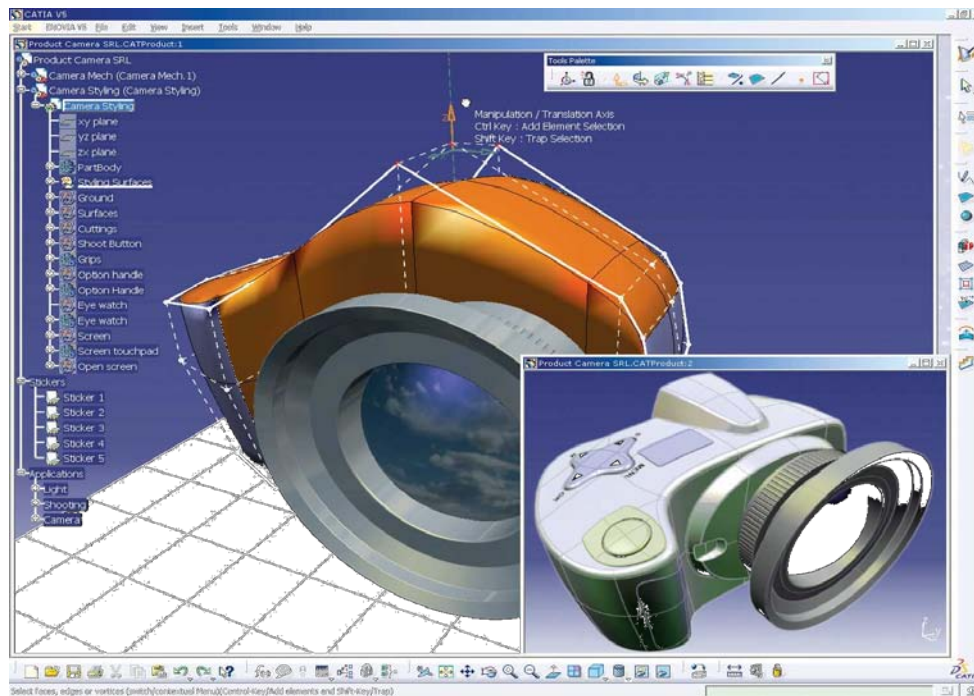 CATIA V5
Start ENOVIA V5 File Edit View Insert Tools Window Help
Product Camera SRL.CATProduct:1
Tools Palette
Product Camera SRL
Camera Mech (Camera Mech.1)
Camera Styling (Camera Styling)
Camera Styling
xy plane
yz plane
zx plane
PartBody
Styling Surfaces
Ground
Surfaces
Cuttings
Shoot Button
Grips
Option handle
Option Handle
Eye watch
Eye watch
Screen
Screen touchpad
Open screen
Stickers
Sticker 1
Sticker 2
Sticker 3
Sticker 4
Sticker 5
Applications
Light
Shooting
Camera
Manipulation / Translation Axis
Ctrl Key : Add Element Selection
Shift Key : Trap Selection
Product Camera SRL.CATProduct:2
Select faces, edges or vortices (switch/contextual Menu)(Control-Key/Add elements and Shift-Key/Trap)